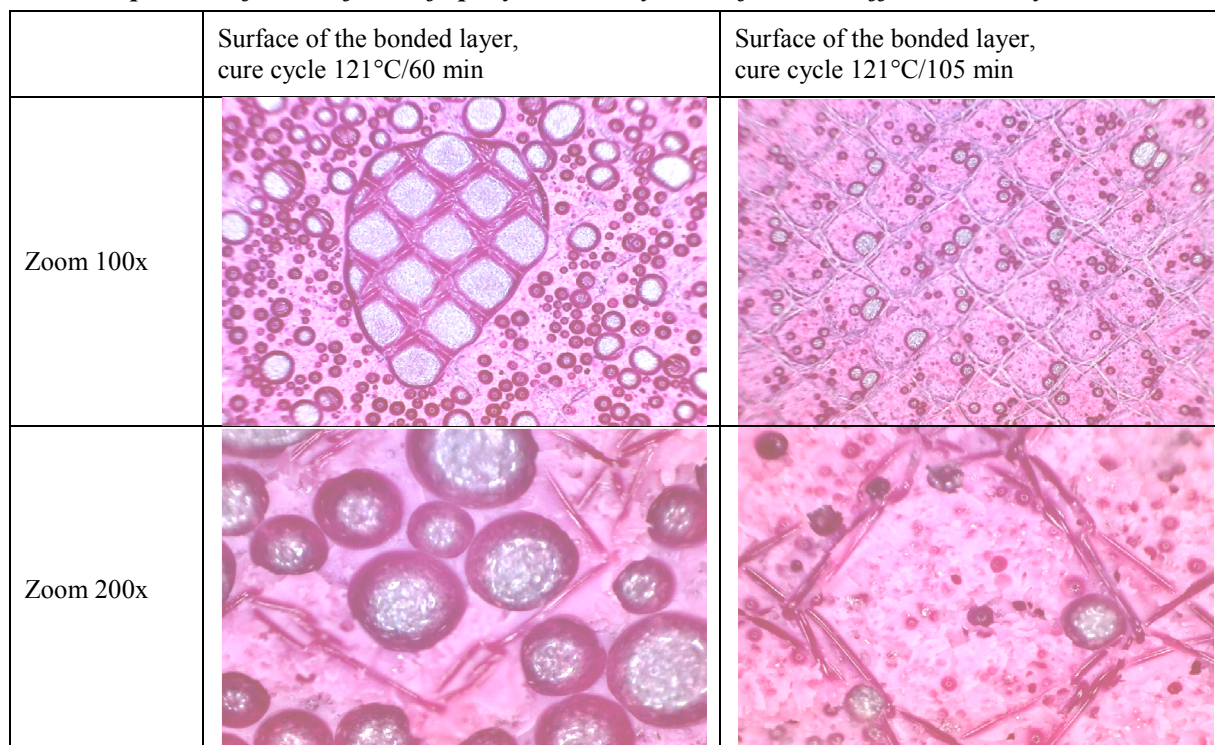 Surface of the bonded layer,
cure cycle 121°C/60 min
Surface of the bonded layer,
cure cycle 121°C/105 min
Zoom 100x
Zoom 200x